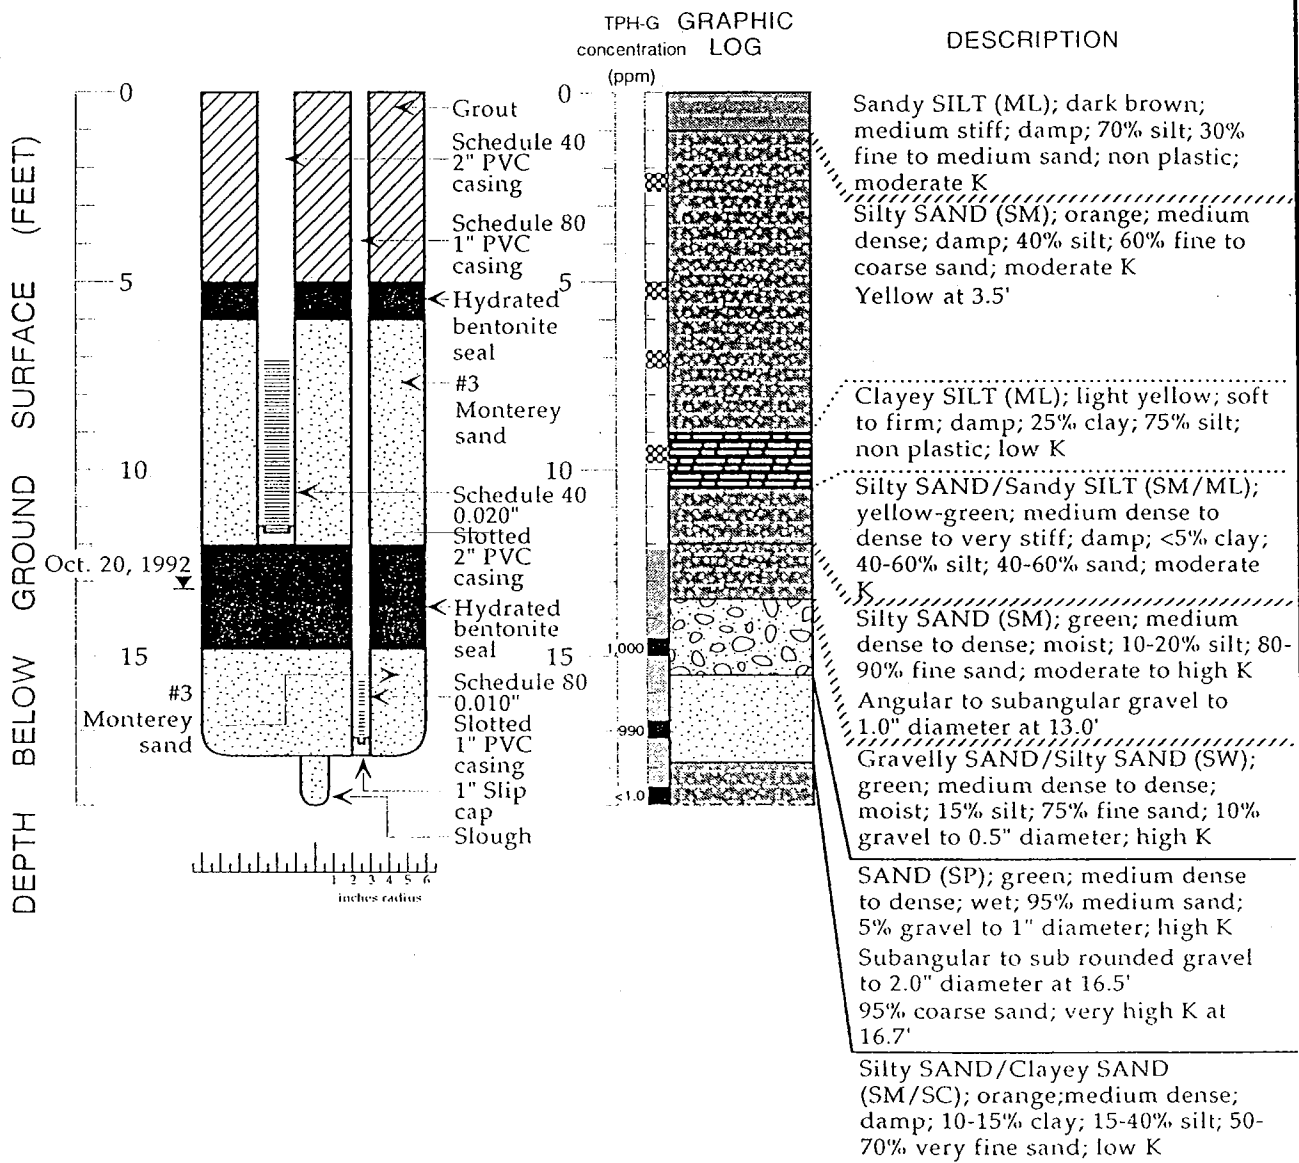 TPH-G
concentration
(ppm)
GRAPHIC
LOG
DESCRIPTION
DEPTH BELOW GROUND SURFACE (FEET)
0
5
10
15
Oct. 20, 1992
#3
Monterey
sand
Grout
Schedule 40
2" PVC
casing
Schedule 80
1" PVC
casing
Hydrated
bentonite
seal
#3
Monterey
sand
Schedule 40
0.020"
Slotted
2" PVC
casing
Hydrated
bentonite
seal
Schedule 80
0.010"
Slotted
1" PVC
casing
1" Slip
cap
Slough
1 2 3 4 5 6
inches radius
0
5
10
15
1,000
990
<1.0
Sandy SILT (ML); dark brown;
medium stiff; damp; 70% silt; 30%
fine to medium sand; non plastic;
moderate K
Silty SAND (SM); orange; medium
dense; damp; 40% silt; 60% fine to
coarse sand; moderate K
Yellow at 3.5'
Clayey SILT (ML); light yellow; soft
to firm; damp; 25% clay; 75% silt;
non plastic; low K
Silty SAND/Sandy SILT (SM/ML);
yellow-green; medium dense to
dense to very stiff; damp; <5% clay;
40-60% silt; 40-60% sand; moderate
K
Silty SAND (SM); green; medium
dense to dense; moist; 10-20% silt; 80-
90% fine sand; moderate to high K
Angular to subangular gravel to
1.0" diameter at 13.0'
Gravelly SAND/Silty SAND (SW);
green; medium dense to dense;
moist; 15% silt; 75% fine sand; 10%
gravel to 0.5" diameter; high K
SAND (SP); green; medium dense
to dense; wet; 95% medium sand;
5% gravel to 1" diameter; high K
Subangular to sub rounded gravel
to 2.0" diameter at 16.5'
95% coarse sand; very high K at
16.7'
Silty SAND/Clayey SAND
(SM/SC); orange;medium dense;
damp; 10-15% clay; 15-40% silt; 50-
70% very fine sand; low K